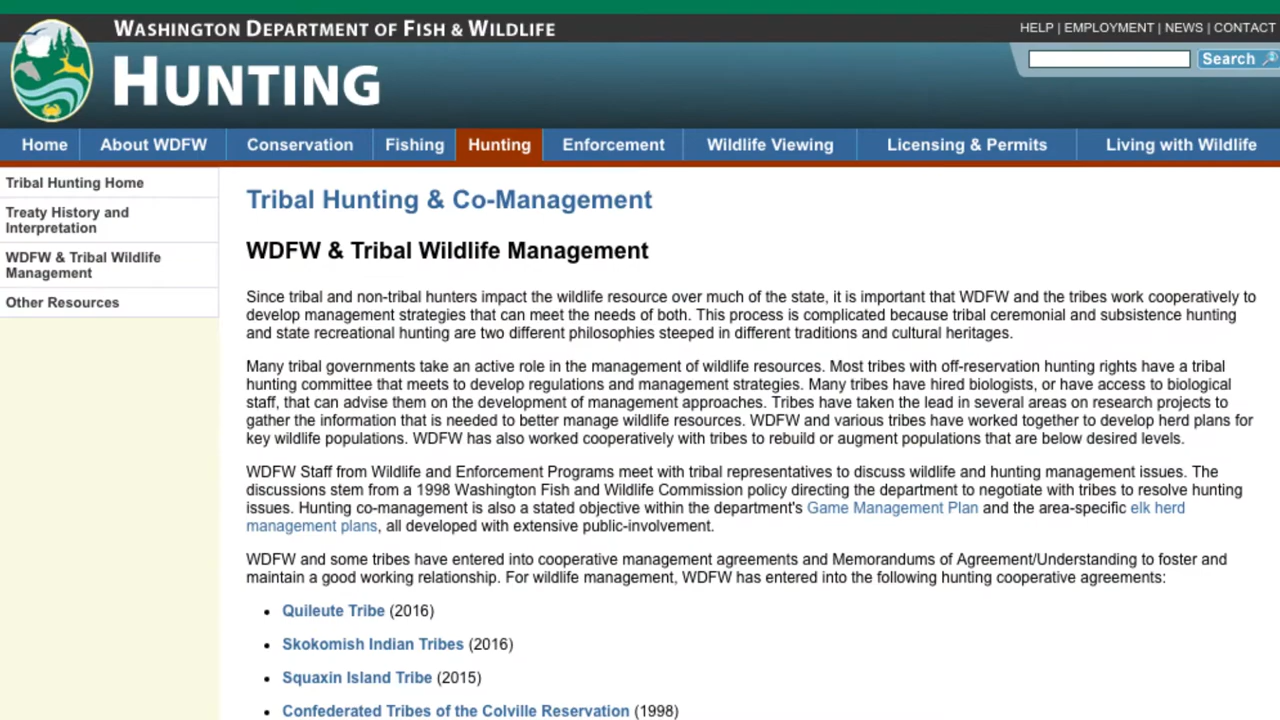 WASHINGTON DEPARTMENT OF FISH & WILDLIFE
HELP | EMPLOYMENT | NEWS | CONTACT
HUNTING
Search
Home
About WDFW
Conservation
Fishing
Hunting
Enforcement
Wildlife Viewing
Licensing & Permits
Living with Wildlife
Tribal Hunting Home
Treaty History and
Interpretation
WDFW & Tribal Wildlife
Management
Other Resources
Tribal Hunting & Co-Management
WDFW & Tribal Wildlife Management
Since tribal and non-tribal hunters impact the wildlife resource over much of the state, it is important that WDFW and the tribes work cooperatively to
develop management strategies that can meet the needs of both. This process is complicated because tribal ceremonial and subsistence hunting
and state recreational hunting are two different philosophies steeped in different traditions and cultural heritages.
Many tribal governments take an active role in the management of wildlife resources. Most tribes with off-reservation hunting rights have a tribal
hunting committee that meets to develop regulations and management strategies. Many tribes have hired biologists, or have access to biological
staff, that can advise them on the development of management approaches. Tribes have taken the lead in several areas on research projects to
gather the information that is needed to better manage wildlife resources. WDFW and various tribes have worked together to develop herd plans for
key wildlife populations. WDFW has also worked cooperatively with tribes to rebuild or augment populations that are below desired levels.
WDFW Staff from Wildlife and Enforcement Programs meet with tribal representatives to discuss wildlife and hunting management issues. The
discussions stem from a 1998 Washington Fish and Wildlife Commission policy directing the department to negotiate with tribes to resolve hunting
issues. Hunting co-management is also a stated objective within the department's Game Management Plan and the area-specific elk herd
management plans, all developed with extensive public-involvement.
WDFW and some tribes have entered into cooperative management agreements and Memorandums of Agreement/Understanding to foster and
maintain a good working relationship. For wildlife management, WDFW has entered into the following hunting cooperative agreements:
• Quileute Tribe (2016)
• Skokomish Indian Tribes (2016)
• Squaxin Island Tribe (2015)
• Confederated Tribes of the Colville Reservation (1998)